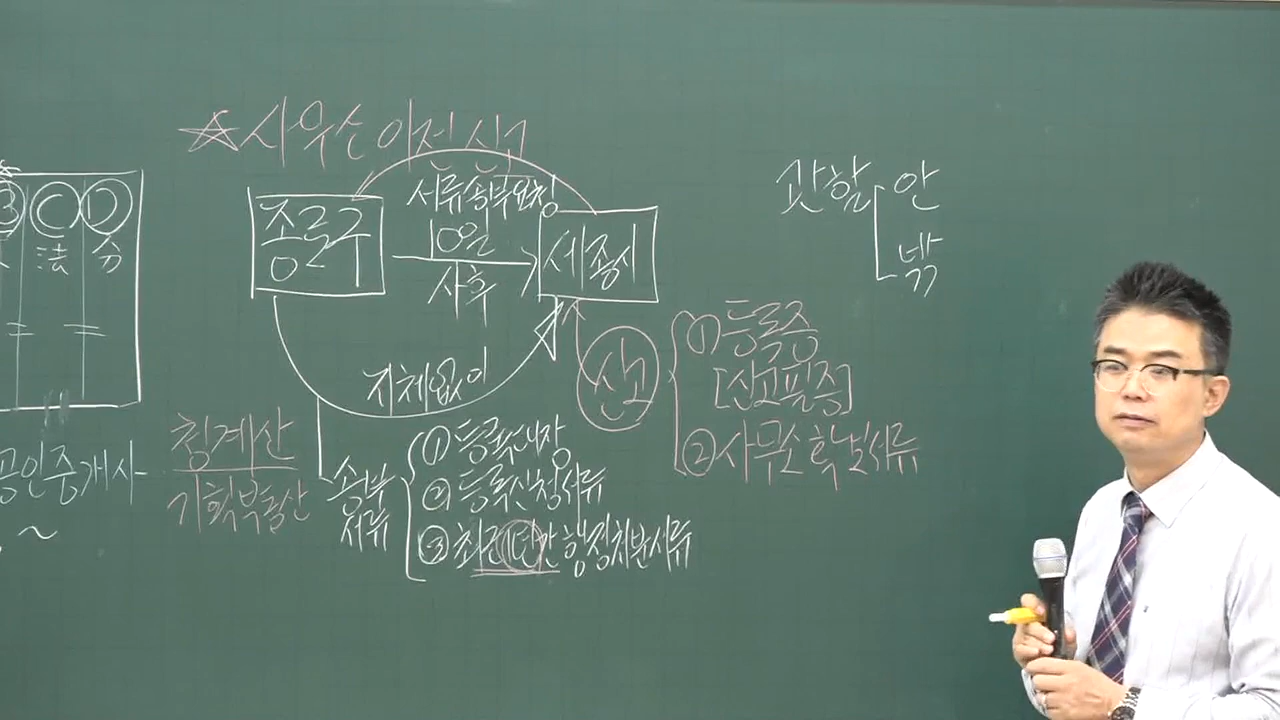 ☆ 사무소 이전 신고
종로구
서류송부요청
10일
사후
세종시
지체없이
송부
서류
① 등록대장
② 등록신청서류
③ 최근1년간 행정처분서류
신고
① 등록증
[신고필증]
② 사무소 확보서류
관할
안
밖
ⓒ Ⓓ
法 分
공인중개사
~
청계산
기획부동산